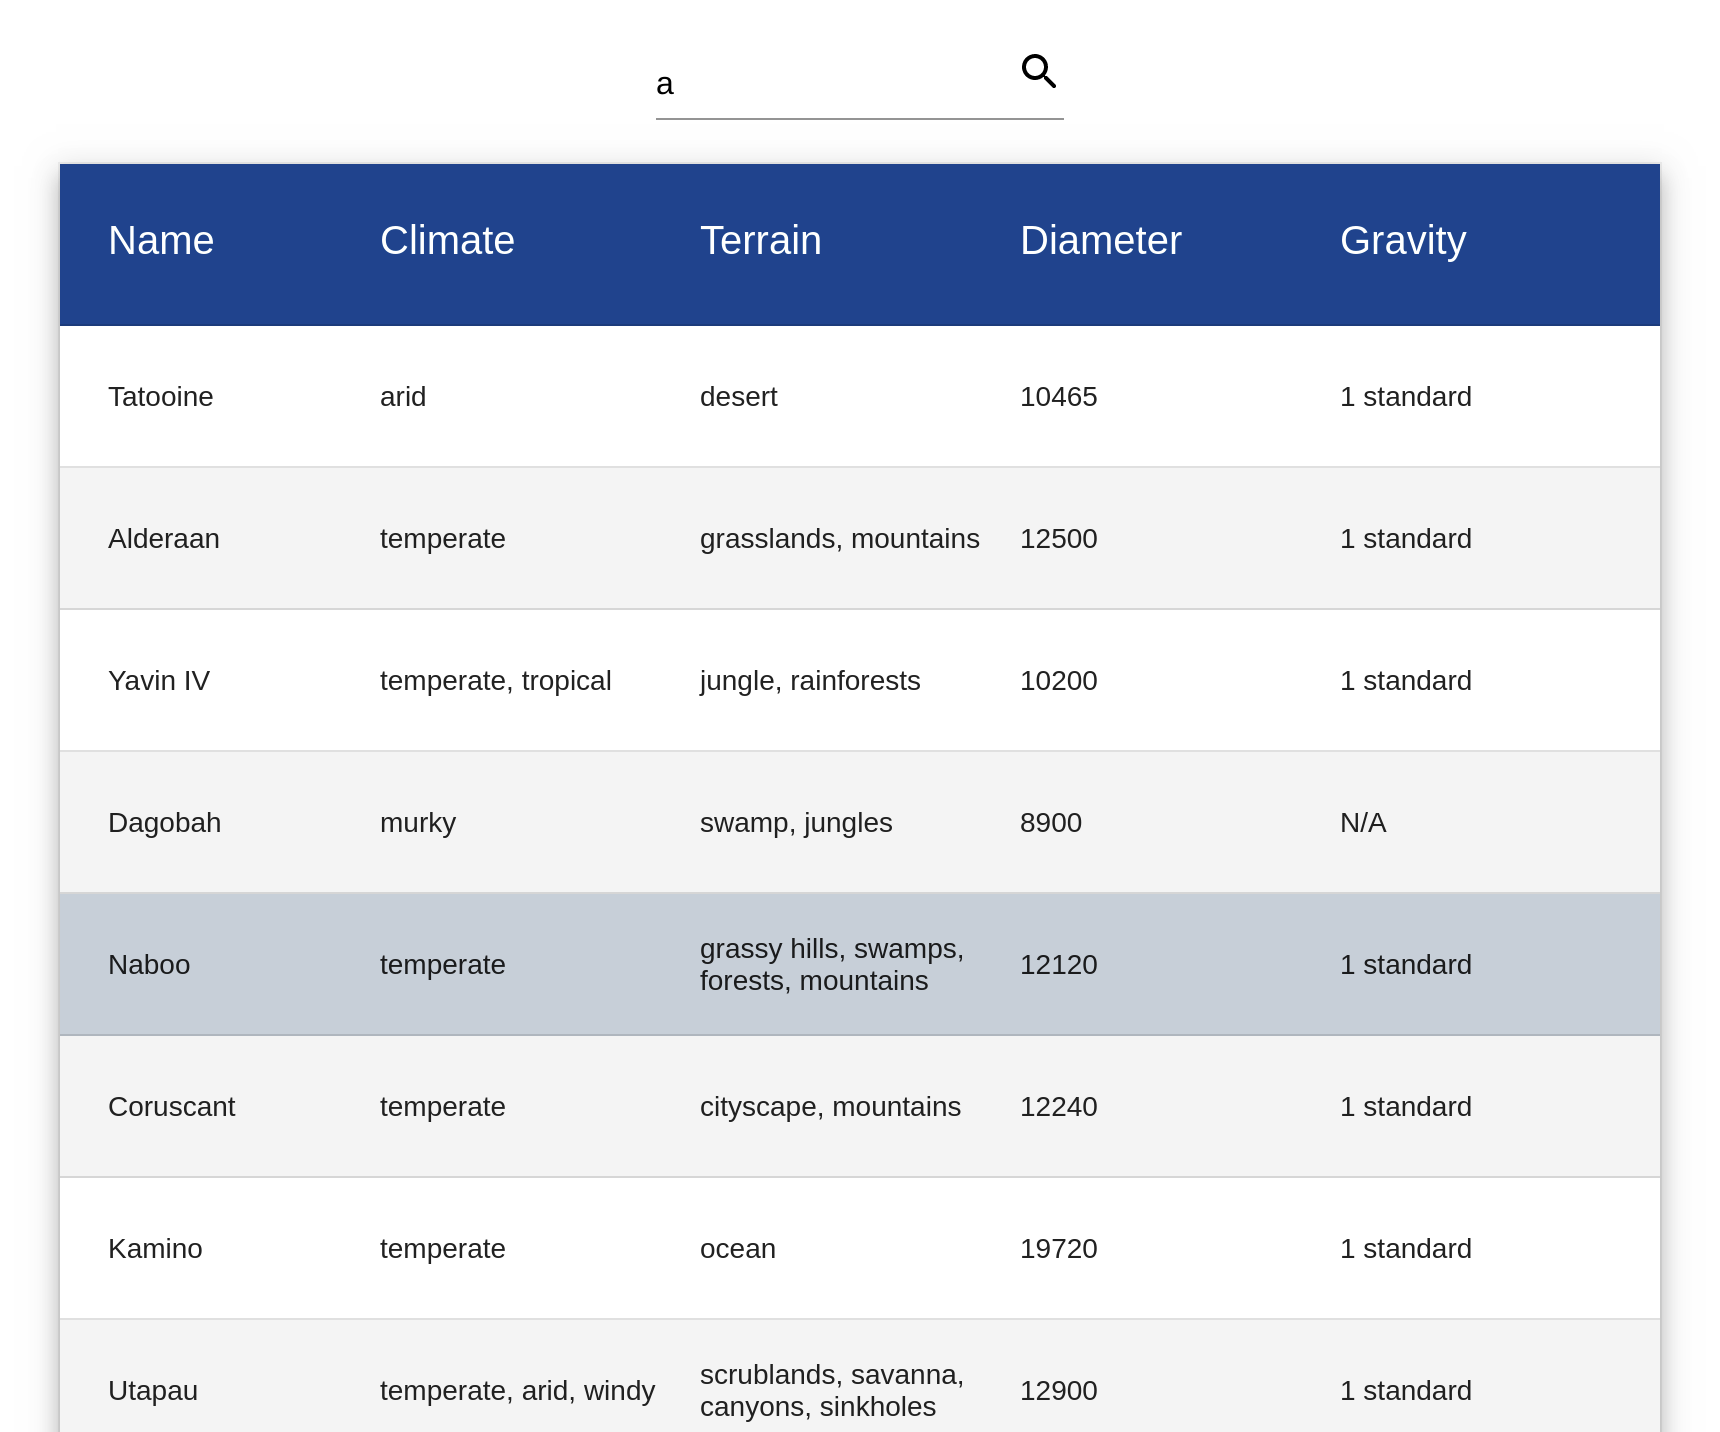 a
Name Climate Terrain Diameter Gravity
Tatooine arid desert 10465 1 standard
Alderaan temperate grasslands, mountains 12500 1 standard
Yavin IV temperate, tropical jungle, rainforests 10200 1 standard
Dagobah murky swamp, jungles 8900 N/A
Naboo temperate grassy hills, swamps,
forests, mountains 12120 1 standard
Coruscant temperate cityscape, mountains 12240 1 standard
Kamino temperate ocean 19720 1 standard
Utapau temperate, arid, windy scrublands, savanna,
canyons, sinkholes 12900 1 standard